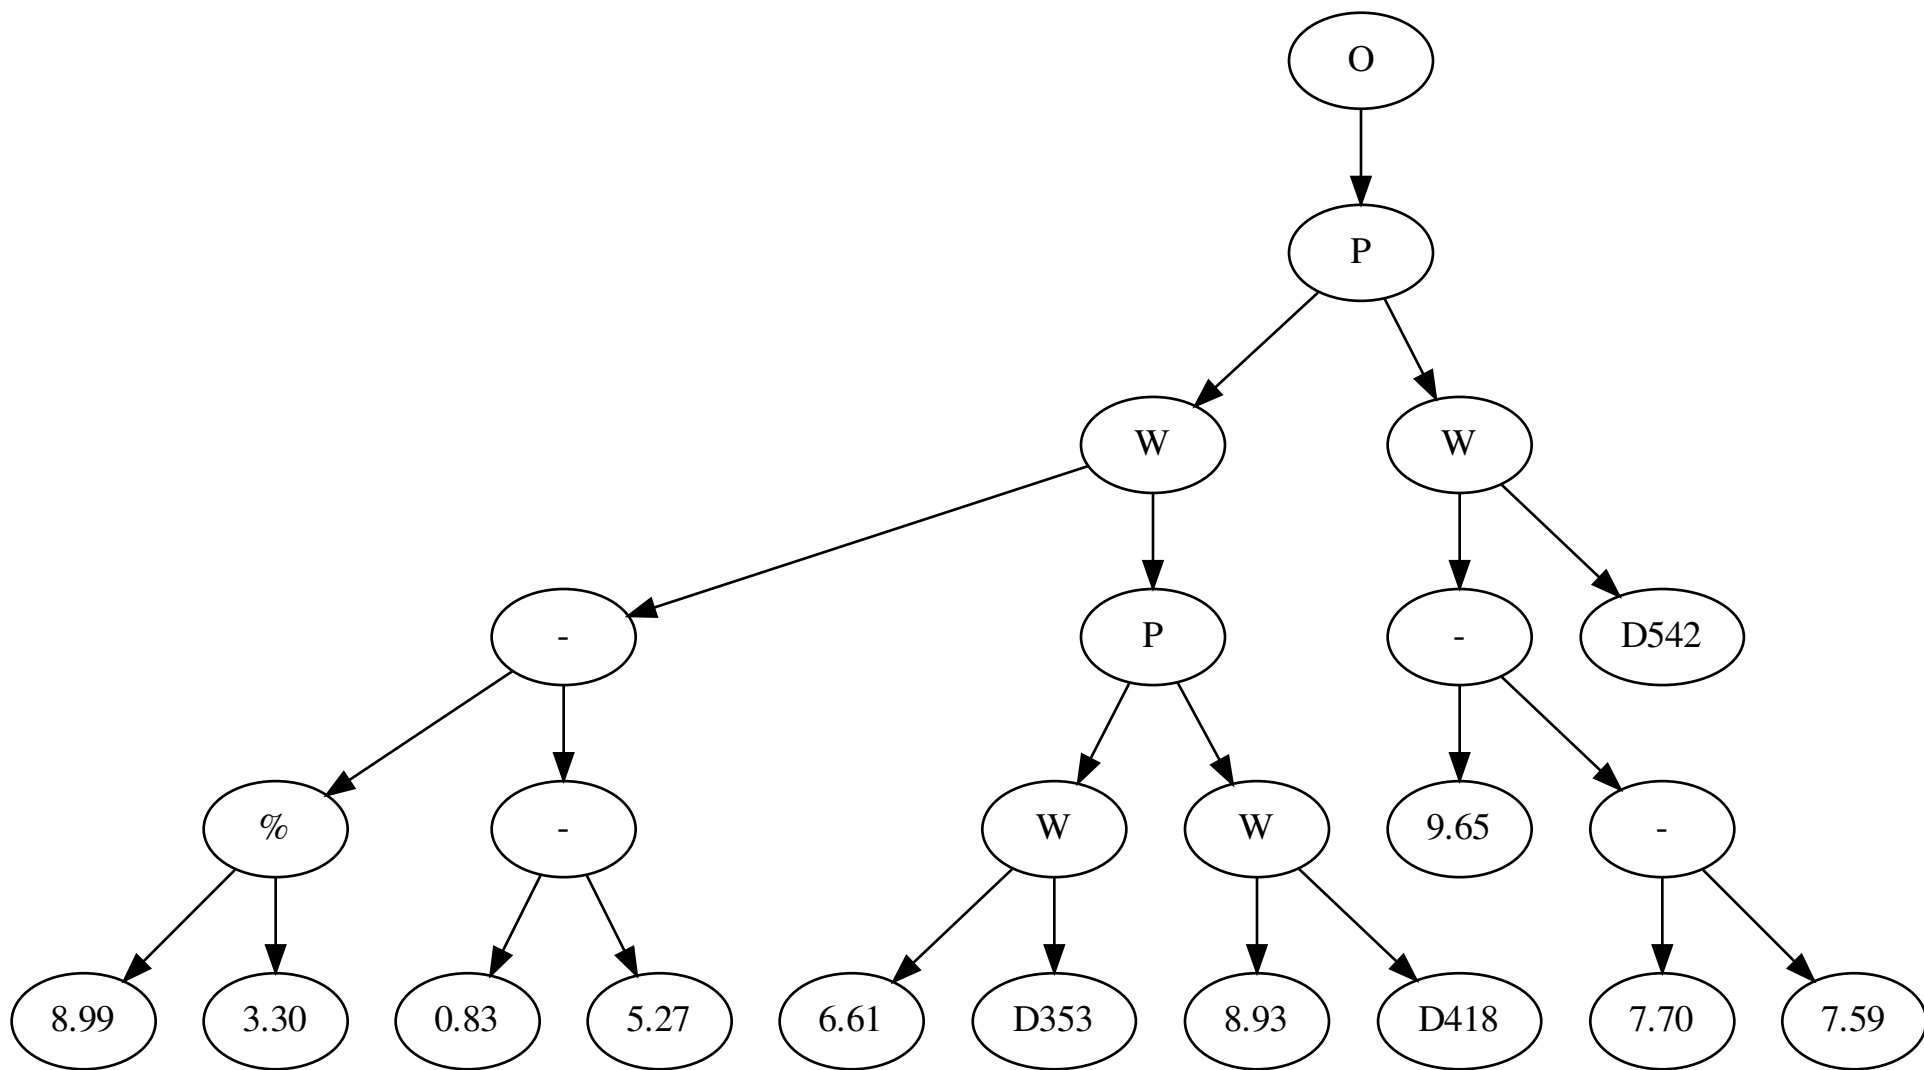 O
P
W W
- P - D542
% - W W 9.65 -
8.99 3.30 0.83 5.27 6.61 D353 8.93 D418 7.70 7.59